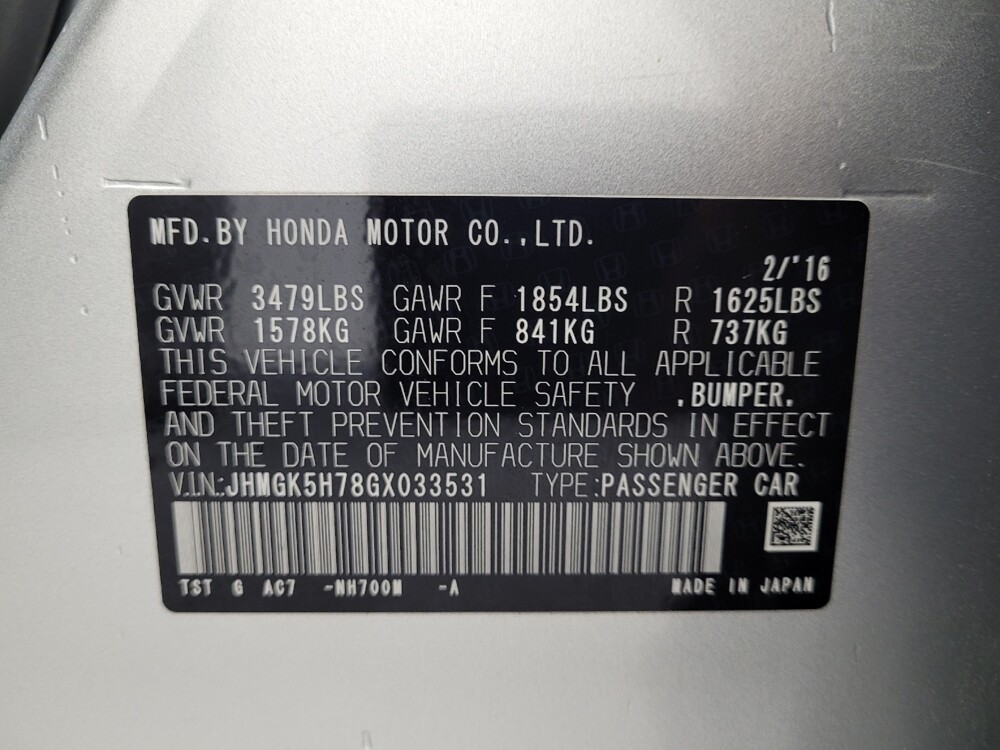 MFD.BY HONDA MOTOR CO.,LTD.
2/'16
GVWR 3479LBS GAWR F 1854LBS R 1625LBS
GVWR 1578KG GAWR F 841KG R 737KG
THIS VEHICLE CONFORMS TO ALL APPLICABLE
FEDERAL MOTOR VEHICLE SAFETY ,BUMPER,
AND THEFT PREVENTION STANDARDS IN EFFECT
ON THE DATE OF MANUFACTURE SHOWN ABOVE.
V.I.N.:JHMGK5H78GX033531 TYPE:PASSENGER CAR
TST G AC7 -NH700M -A MADE IN JAPAN